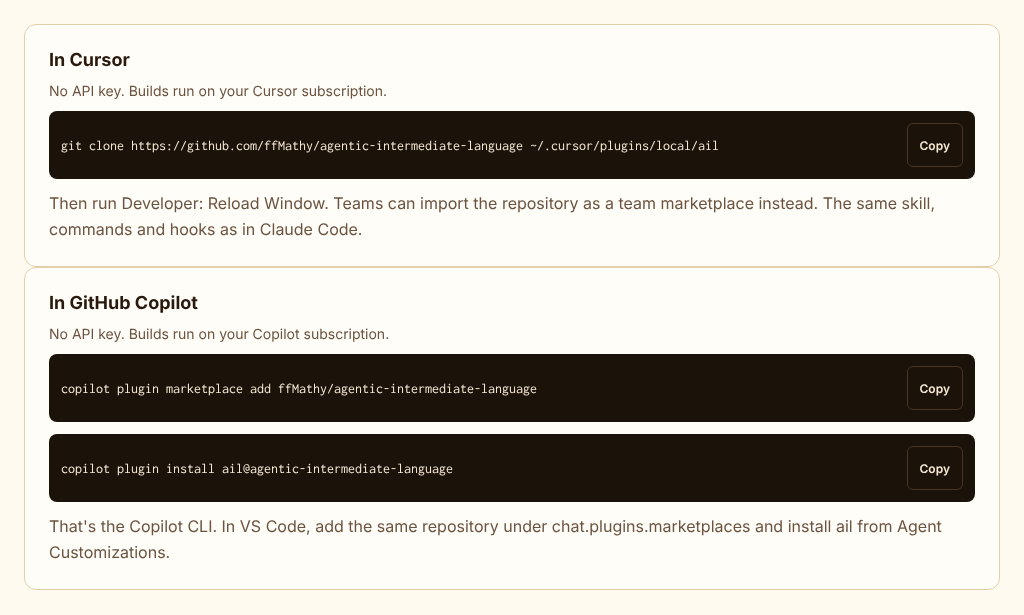 In Cursor
No API key. Builds run on your Cursor subscription.
git clone https://github.com/ffMathy/agentic-intermediate-language ~/.cursor/plugins/local/ail
Copy
Then run Developer: Reload Window. Teams can import the repository as a team marketplace instead. The same skill,
commands and hooks as in Claude Code.
In GitHub Copilot
No API key. Builds run on your Copilot subscription.
copilot plugin marketplace add ffMathy/agentic-intermediate-language
Copy
copilot plugin install ail@agentic-intermediate-language
Copy
That's the Copilot CLI. In VS Code, add the same repository under chat.plugins.marketplaces and install ail from Agent
Customizations.